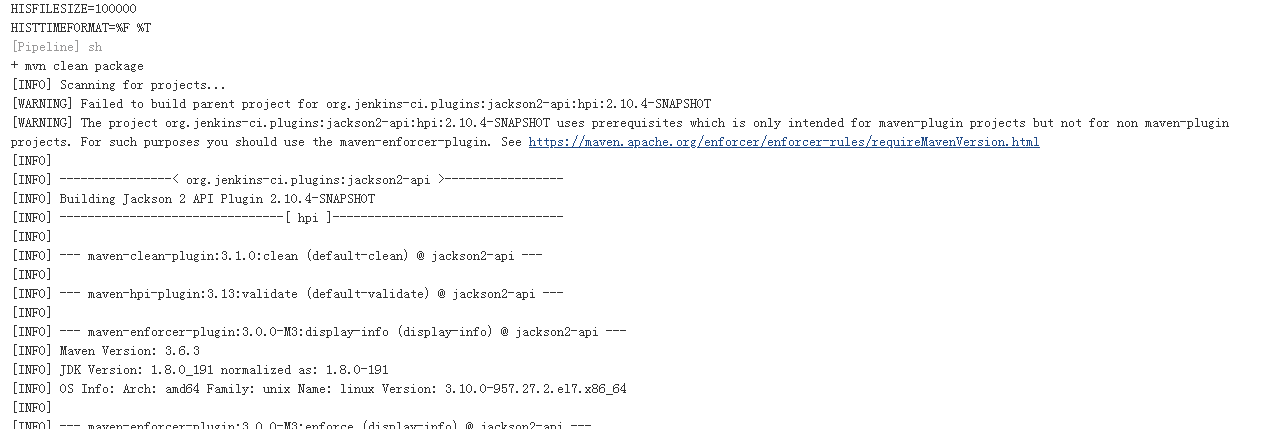 HISFILESIZE=100000
HISTTIMEFORMAT=%F %T
[Pipeline] sh
+ mvn clean package
[INFO] Scanning for projects...
[WARNING] Failed to build parent project for org.jenkins-ci.plugins:jackson2-api:hpi:2.10.4-SNAPSHOT
[WARNING] The project org.jenkins-ci.plugins:jackson2-api:hpi:2.10.4-SNAPSHOT uses prerequisites which is only intended for maven-plugin projects but not for non maven-plugin
projects. For such purposes you should use the maven-enforcer-plugin. See https://maven.apache.org/enforcer/enforcer-rules/requireMavenVersion.html
[INFO]
[INFO] ----------------< org.jenkins-ci.plugins:jackson2-api >-----------------
[INFO] Building Jackson 2 API Plugin 2.10.4-SNAPSHOT
[INFO] --------------------------------[ hpi ]---------------------------------
[INFO]
[INFO] --- maven-clean-plugin:3.1.0:clean (default-clean) @ jackson2-api ---
[INFO]
[INFO] --- maven-hpi-plugin:3.13:validate (default-validate) @ jackson2-api ---
[INFO]
[INFO] --- maven-enforcer-plugin:3.0.0-M3:display-info (display-info) @ jackson2-api ---
[INFO] Maven Version: 3.6.3
[INFO] JDK Version: 1.8.0_191 normalized as: 1.8.0-191
[INFO] OS Info: Arch: amd64 Family: unix Name: linux Version: 3.10.0-957.27.2.el7.x86_64
[INFO]
[INFO] --- maven-enforcer-plugin:3.0.0-M3:enforce (display-info) @ jackson2-api ---